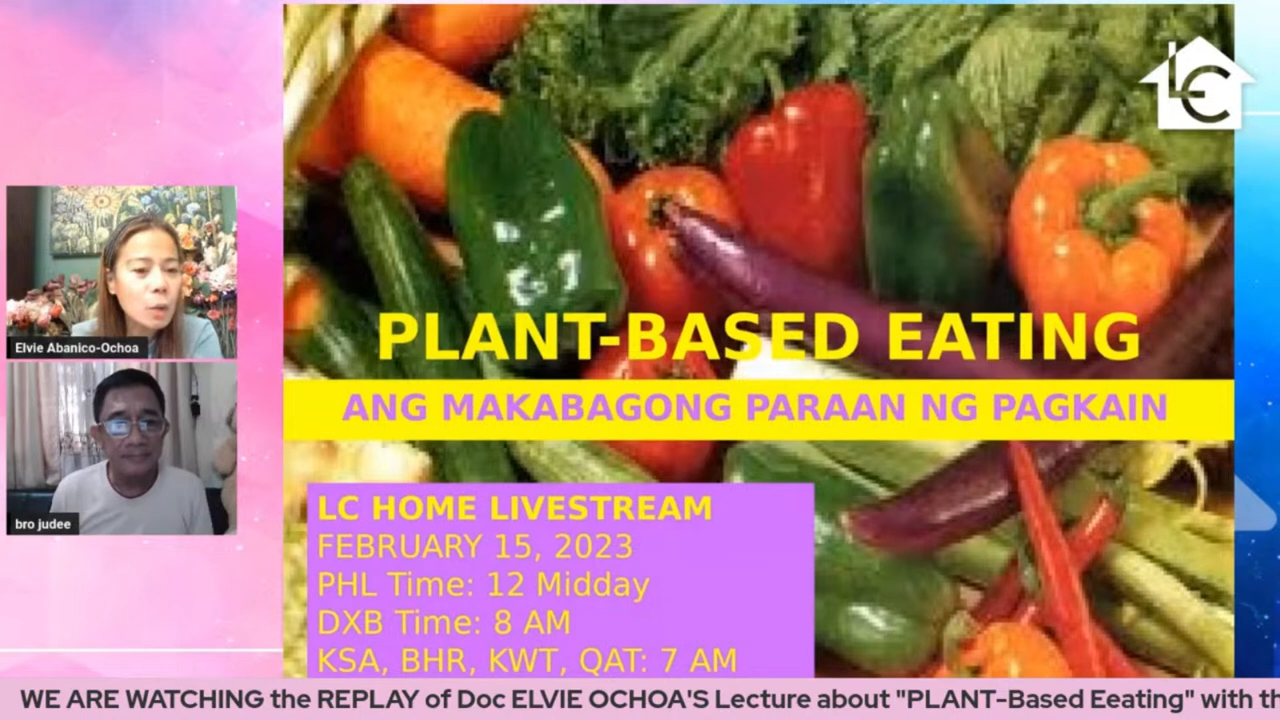 LC
PLANT-BASED EATING
ANG MAKABAGONG PARAAN NG PAGKAIN
Elvie Abanico-Ochoa
bro judee
LC HOME LIVESTREAM
FEBRUARY 15, 2023
PHL Time: 12 Midday
DXB Time: 8 AM
KSA, BHR, KWT, QAT: 7 AM
WE ARE WATCHING the REPLAY of Doc ELVIE OCHOA'S Lecture about "PLANT-Based Eeating" with th